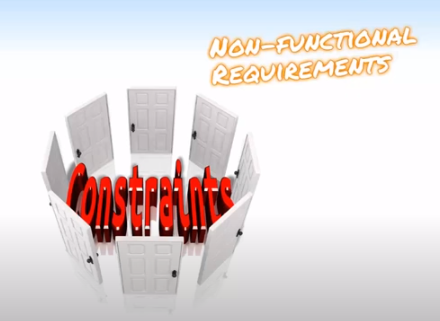 Non-functional
Requirements
Constraints